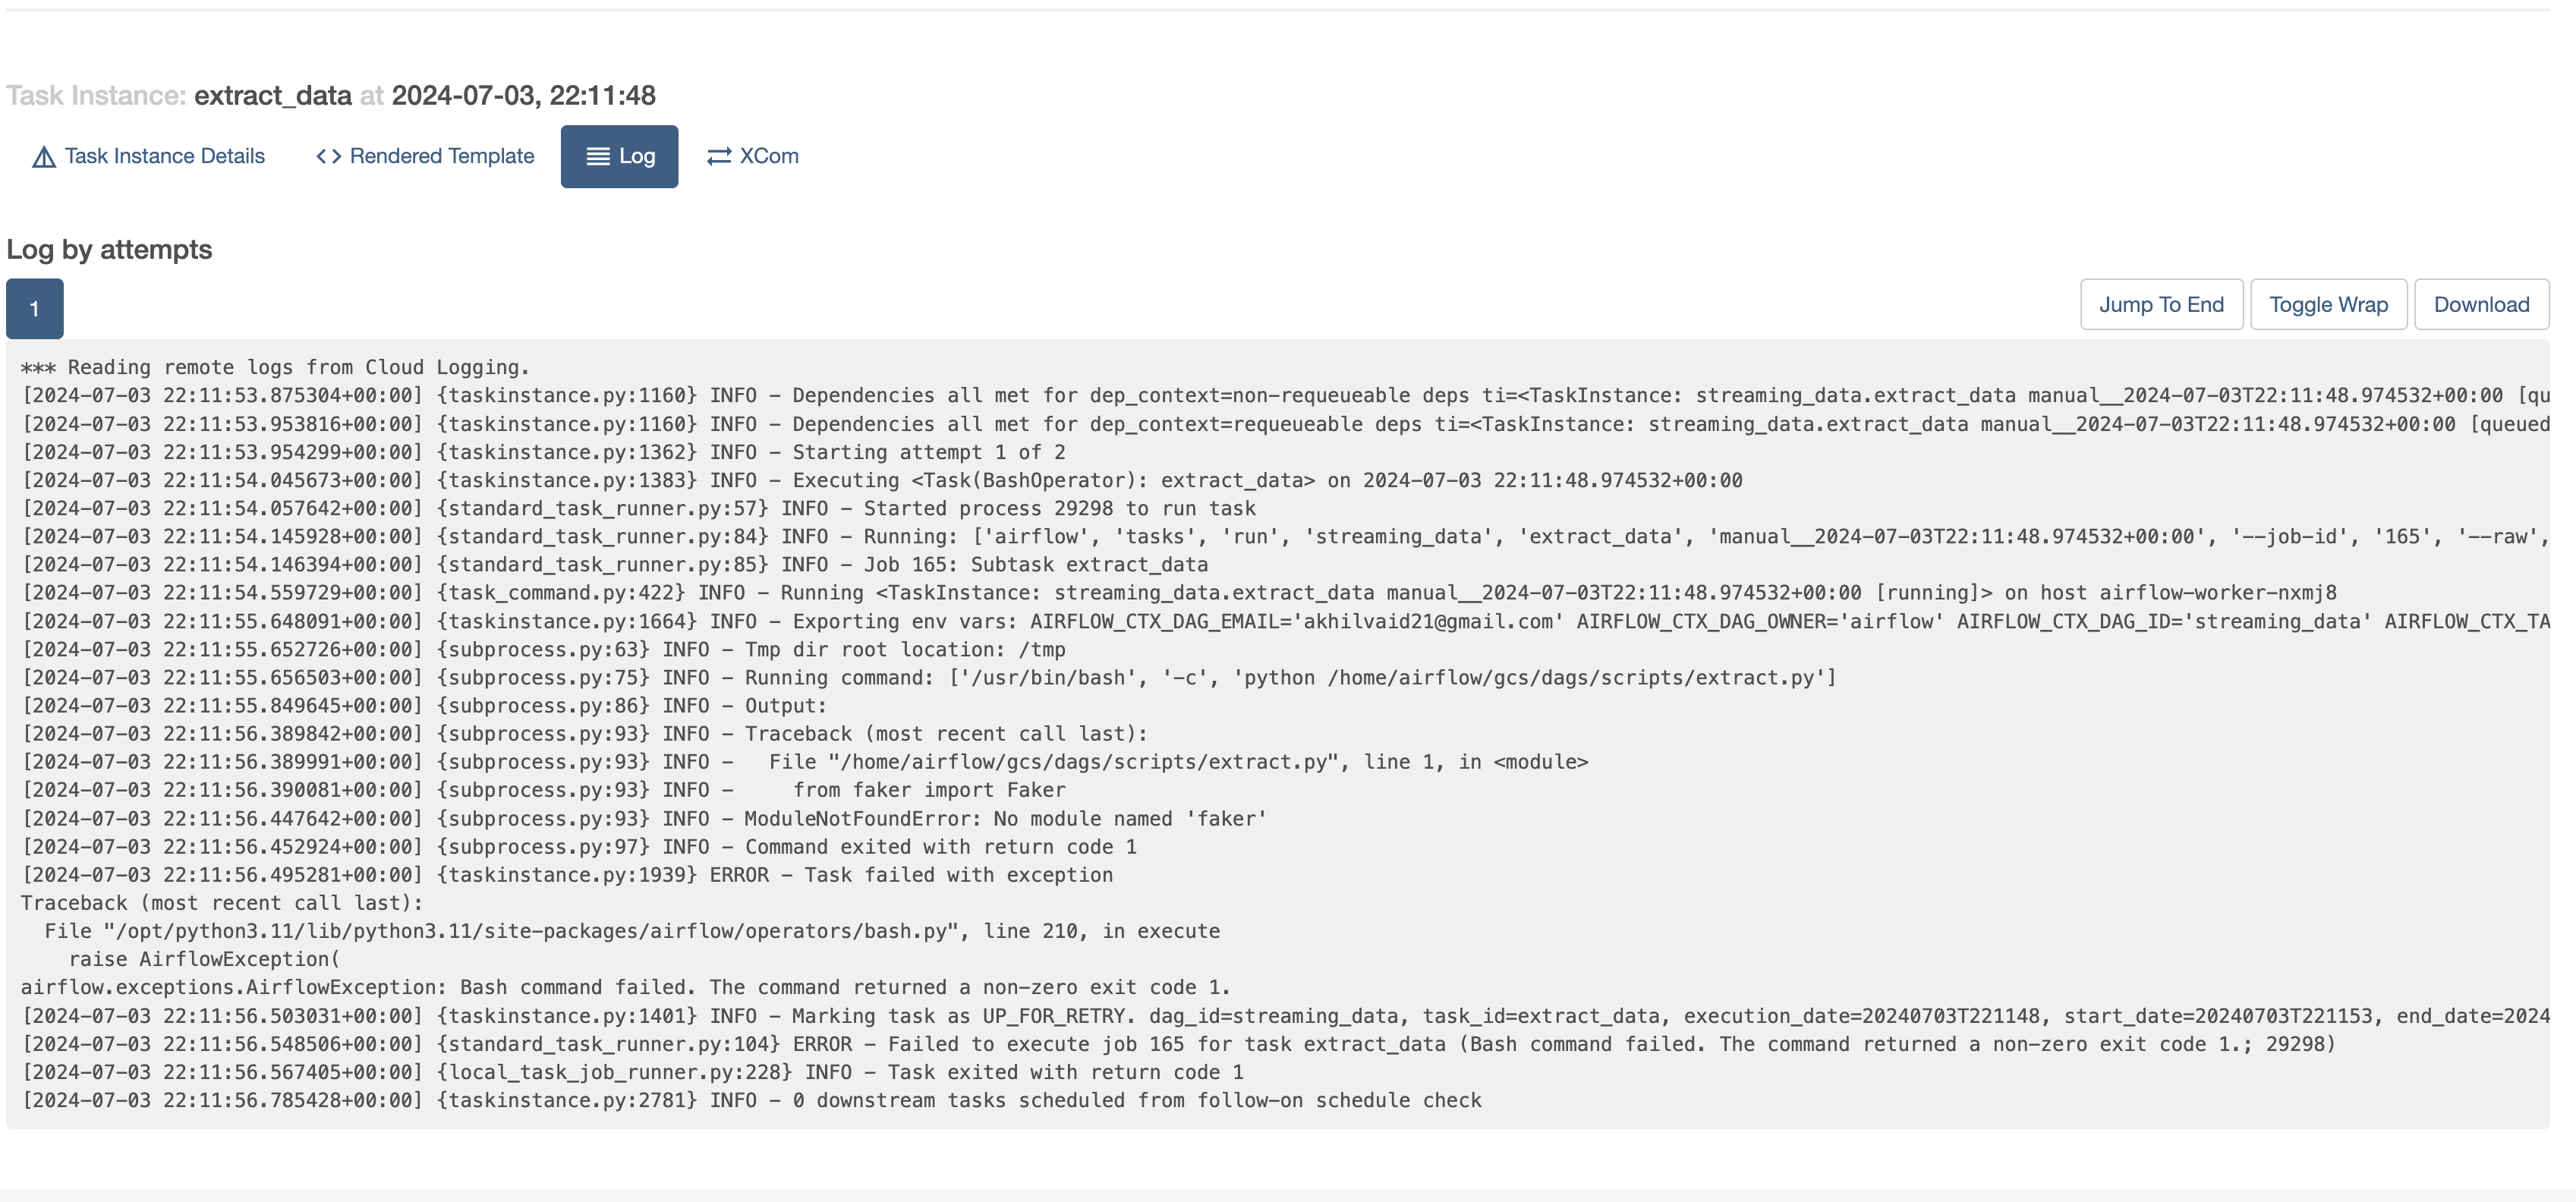 Task Instance: extract_data at 2024-07-03, 22:11:48
Task Instance Details <> Rendered Template Log XCom
Log by attempts
1 Jump To End Toggle Wrap Download
*** Reading remote logs from Cloud Logging.
[2024-07-03 22:11:53.875304+00:00] {taskinstance.py:1160} INFO - Dependencies all met for dep_context=non-requeueable deps ti=<TaskInstance: streaming_data.extract_data manual__2024-07-03T22:11:48.974532+00:00 [qu
[2024-07-03 22:11:53.953816+00:00] {taskinstance.py:1160} INFO - Dependencies all met for dep_context=requeueable deps ti=<TaskInstance: streaming_data.extract_data manual__2024-07-03T22:11:48.974532+00:00 [queued
[2024-07-03 22:11:53.954299+00:00] {taskinstance.py:1362} INFO - Starting attempt 1 of 2
[2024-07-03 22:11:54.045673+00:00] {taskinstance.py:1383} INFO - Executing <Task(BashOperator): extract_data> on 2024-07-03 22:11:48.974532+00:00
[2024-07-03 22:11:54.057642+00:00] {standard_task_runner.py:57} INFO - Started process 29298 to run task
[2024-07-03 22:11:54.145928+00:00] {standard_task_runner.py:84} INFO - Running: ['airflow', 'tasks', 'run', 'streaming_data', 'extract_data', 'manual__2024-07-03T22:11:48.974532+00:00', '--job-id', '165', '--raw',
[2024-07-03 22:11:54.146394+00:00] {standard_task_runner.py:85} INFO - Job 165: Subtask extract_data
[2024-07-03 22:11:54.559729+00:00] {task_command.py:422} INFO - Running <TaskInstance: streaming_data.extract_data manual__2024-07-03T22:11:48.974532+00:00 [running]> on host airflow-worker-nxmj8
[2024-07-03 22:11:55.648091+00:00] {taskinstance.py:1664} INFO - Exporting env vars: AIRFLOW_CTX_DAG_EMAIL='akhilvaid21@gmail.com' AIRFLOW_CTX_DAG_OWNER='airflow' AIRFLOW_CTX_DAG_ID='streaming_data' AIRFLOW_CTX_TA
[2024-07-03 22:11:55.652726+00:00] {subprocess.py:63} INFO - Tmp dir root location: /tmp
[2024-07-03 22:11:55.656503+00:00] {subprocess.py:75} INFO - Running command: ['/usr/bin/bash', '-c', 'python /home/airflow/gcs/dags/scripts/extract.py']
[2024-07-03 22:11:55.849645+00:00] {subprocess.py:86} INFO - Output:
[2024-07-03 22:11:56.389842+00:00] {subprocess.py:93} INFO - Traceback (most recent call last):
[2024-07-03 22:11:56.389991+00:00] {subprocess.py:93} INFO -   File "/home/airflow/gcs/dags/scripts/extract.py", line 1, in <module>
[2024-07-03 22:11:56.390081+00:00] {subprocess.py:93} INFO -     from faker import Faker
[2024-07-03 22:11:56.447642+00:00] {subprocess.py:93} INFO - ModuleNotFoundError: No module named 'faker'
[2024-07-03 22:11:56.452924+00:00] {subprocess.py:97} INFO - Command exited with return code 1
[2024-07-03 22:11:56.495281+00:00] {taskinstance.py:1939} ERROR - Task failed with exception
Traceback (most recent call last):
  File "/opt/python3.11/lib/python3.11/site-packages/airflow/operators/bash.py", line 210, in execute
    raise AirflowException(
airflow.exceptions.AirflowException: Bash command failed. The command returned a non-zero exit code 1.
[2024-07-03 22:11:56.503031+00:00] {taskinstance.py:1401} INFO - Marking task as UP_FOR_RETRY. dag_id=streaming_data, task_id=extract_data, execution_date=20240703T221148, start_date=20240703T221153, end_date=2024
[2024-07-03 22:11:56.548506+00:00] {standard_task_runner.py:104} ERROR - Failed to execute job 165 for task extract_data (Bash command failed. The command returned a non-zero exit code 1.; 29298)
[2024-07-03 22:11:56.567405+00:00] {local_task_job_runner.py:228} INFO - Task exited with return code 1
[2024-07-03 22:11:56.785428+00:00] {taskinstance.py:2781} INFO - 0 downstream tasks scheduled from follow-on schedule check